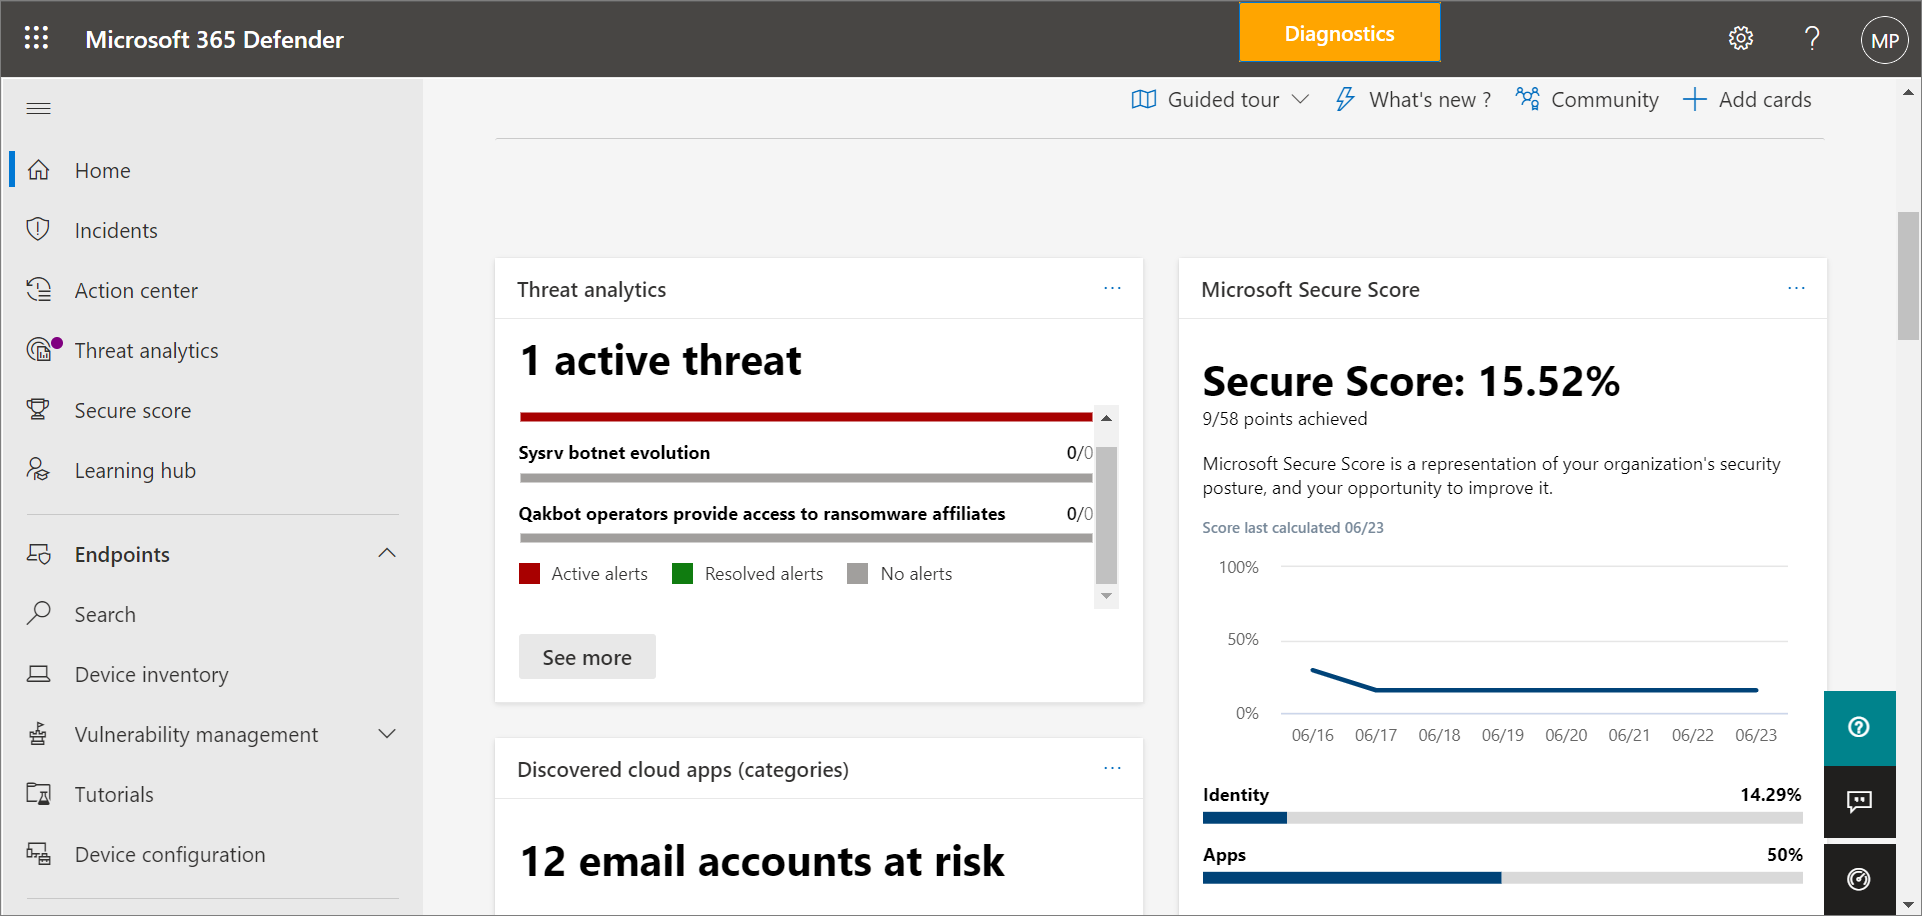 Microsoft 365 Defender
Diagnostics
MP
Guided tour
What's new ?
Community
Add cards
Home
Incidents
Action center
Threat analytics
Secure score
Learning hub
Endpoints
Search
Device inventory
Vulnerability management
Tutorials
Device configuration
Threat analytics
1 active threat
Sysrv botnet evolution 0/0
Qakbot operators provide access to ransomware affiliates 0/0
Active alerts Resolved alerts No alerts
See more
Discovered cloud apps (categories)
12 email accounts at risk
Microsoft Secure Score
Secure Score: 15.52%
9/58 points achieved
Microsoft Secure Score is a representation of your organization's security
posture, and your opportunity to improve it.
Score last calculated 06/23
100%
50%
0%
06/16 06/17 06/18 06/19 06/20 06/21 06/22 06/23
Identity 14.29%
Apps 50%